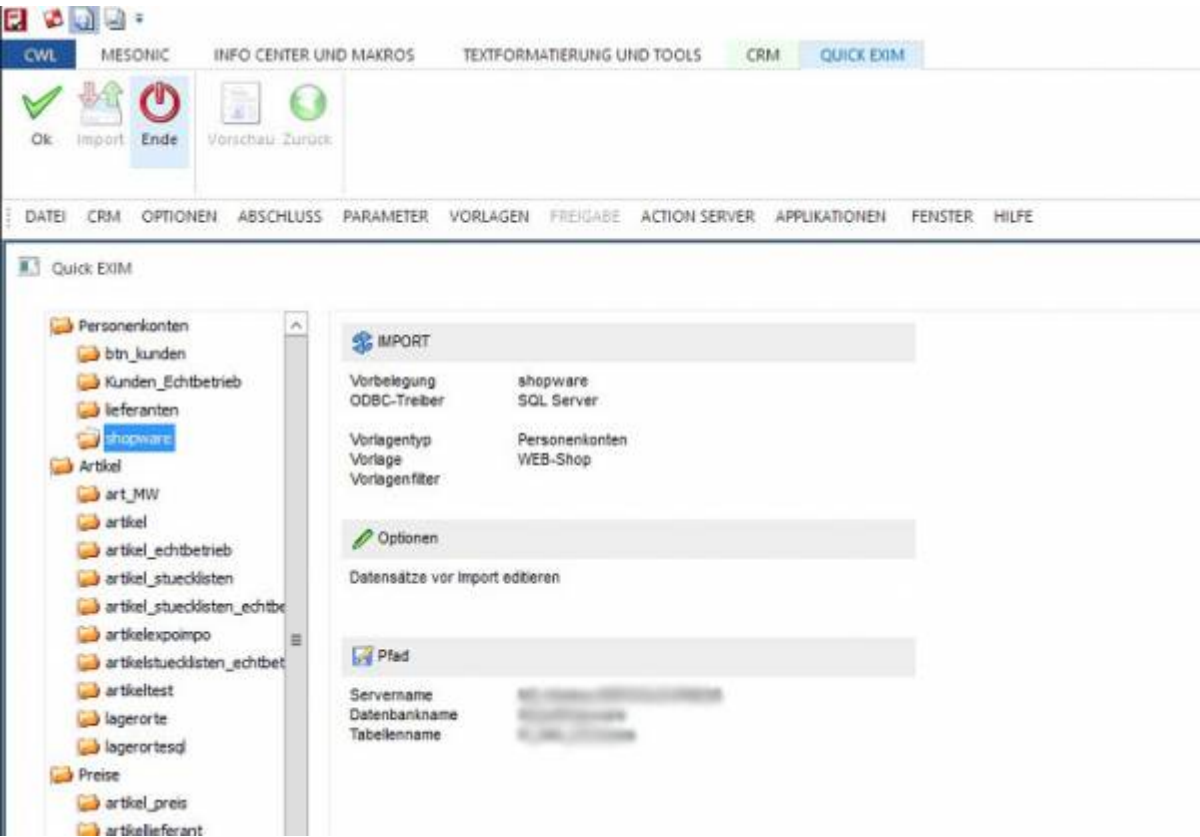 CWL MESONIC INFO CENTER UND MAKROS TEXTFORMATIERUNG UND TOOLS CRM QUICK EXIM
Ok Import Ende Vorschau Zurück
DATEI CRM OPTIONEN ABSCHLUSS PARAMETER VORLAGEN FREIGABE ACTION SERVER APPLIKATIONEN FENSTER HILFE
Quick EXIM
Personenkonten
btn_kunden
Kunden_Echtbetrieb
lieferanten
shopware
Artikel
art_MW
artikel
artikel_echtbetrieb
artikel_stuecklisten
artikel_stuecklisten_echtbe
artikelexpoimpo
artikelstuecklisten_echtbet
artikeltest
lagerorte
lagerortesql
Preise
artikel_preis
artikellieferant
IMPORT
Vorbelegung shopware
ODBC-Treiber SQL Server
Vorlagentyp Personenkonten
Vorlage WEB-Shop
Vorlagenfilter
Optionen
Datensätze vor Import editieren
Pfad
Servername
Datenbankname
Tabellenname